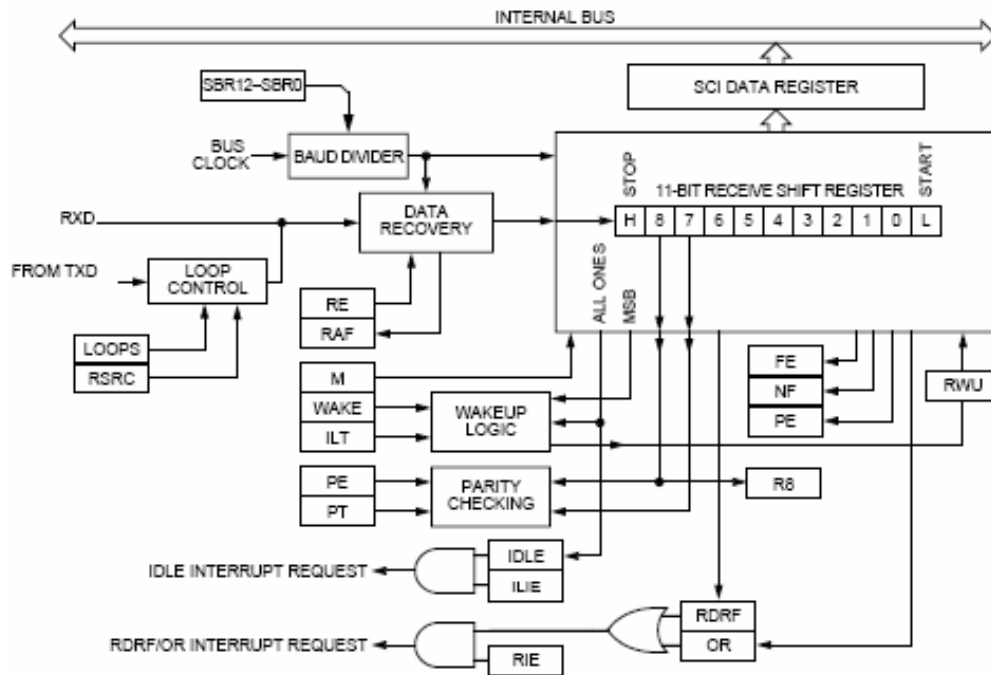 INTERNAL BUS
SBR12–SBR0
SCI DATA REGISTER
BUS
CLOCK
BAUD DIVIDER
STOP
START
11-BIT RECEIVE SHIFT REGISTER
H 8 7 6 5 4 3 2 1 0 L
RXD
DATA
RECOVERY
FROM TXD
LOOP
CONTROL
ALL ONES
MSB
RE
RAF
LOOPS
RSRC
M
WAKE
ILT
WAKEUP
LOGIC
FE
NF
PE
RWU
PE
PT
PARITY
CHECKING
R8
IDLE INTERRUPT REQUEST
IDLE
ILIE
RDRF/OR INTERRUPT REQUEST
RDRF
OR
RIE